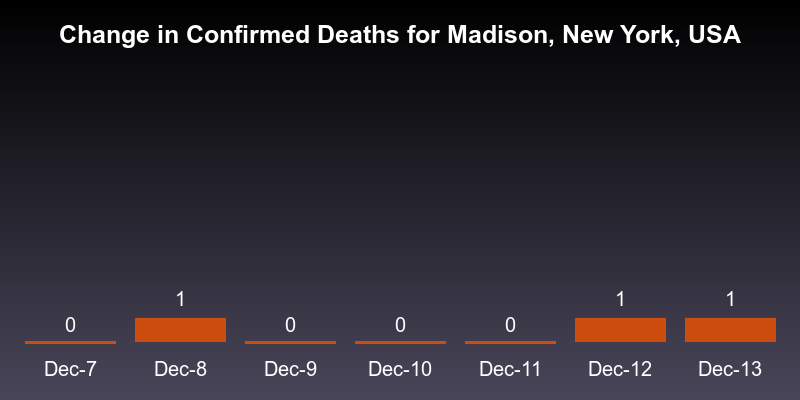 Change in Confirmed Deaths for Madison, New York, USA
0 1 0 0 0 1 1
Dec-7 Dec-8 Dec-9 Dec-10 Dec-11 Dec-12 Dec-13